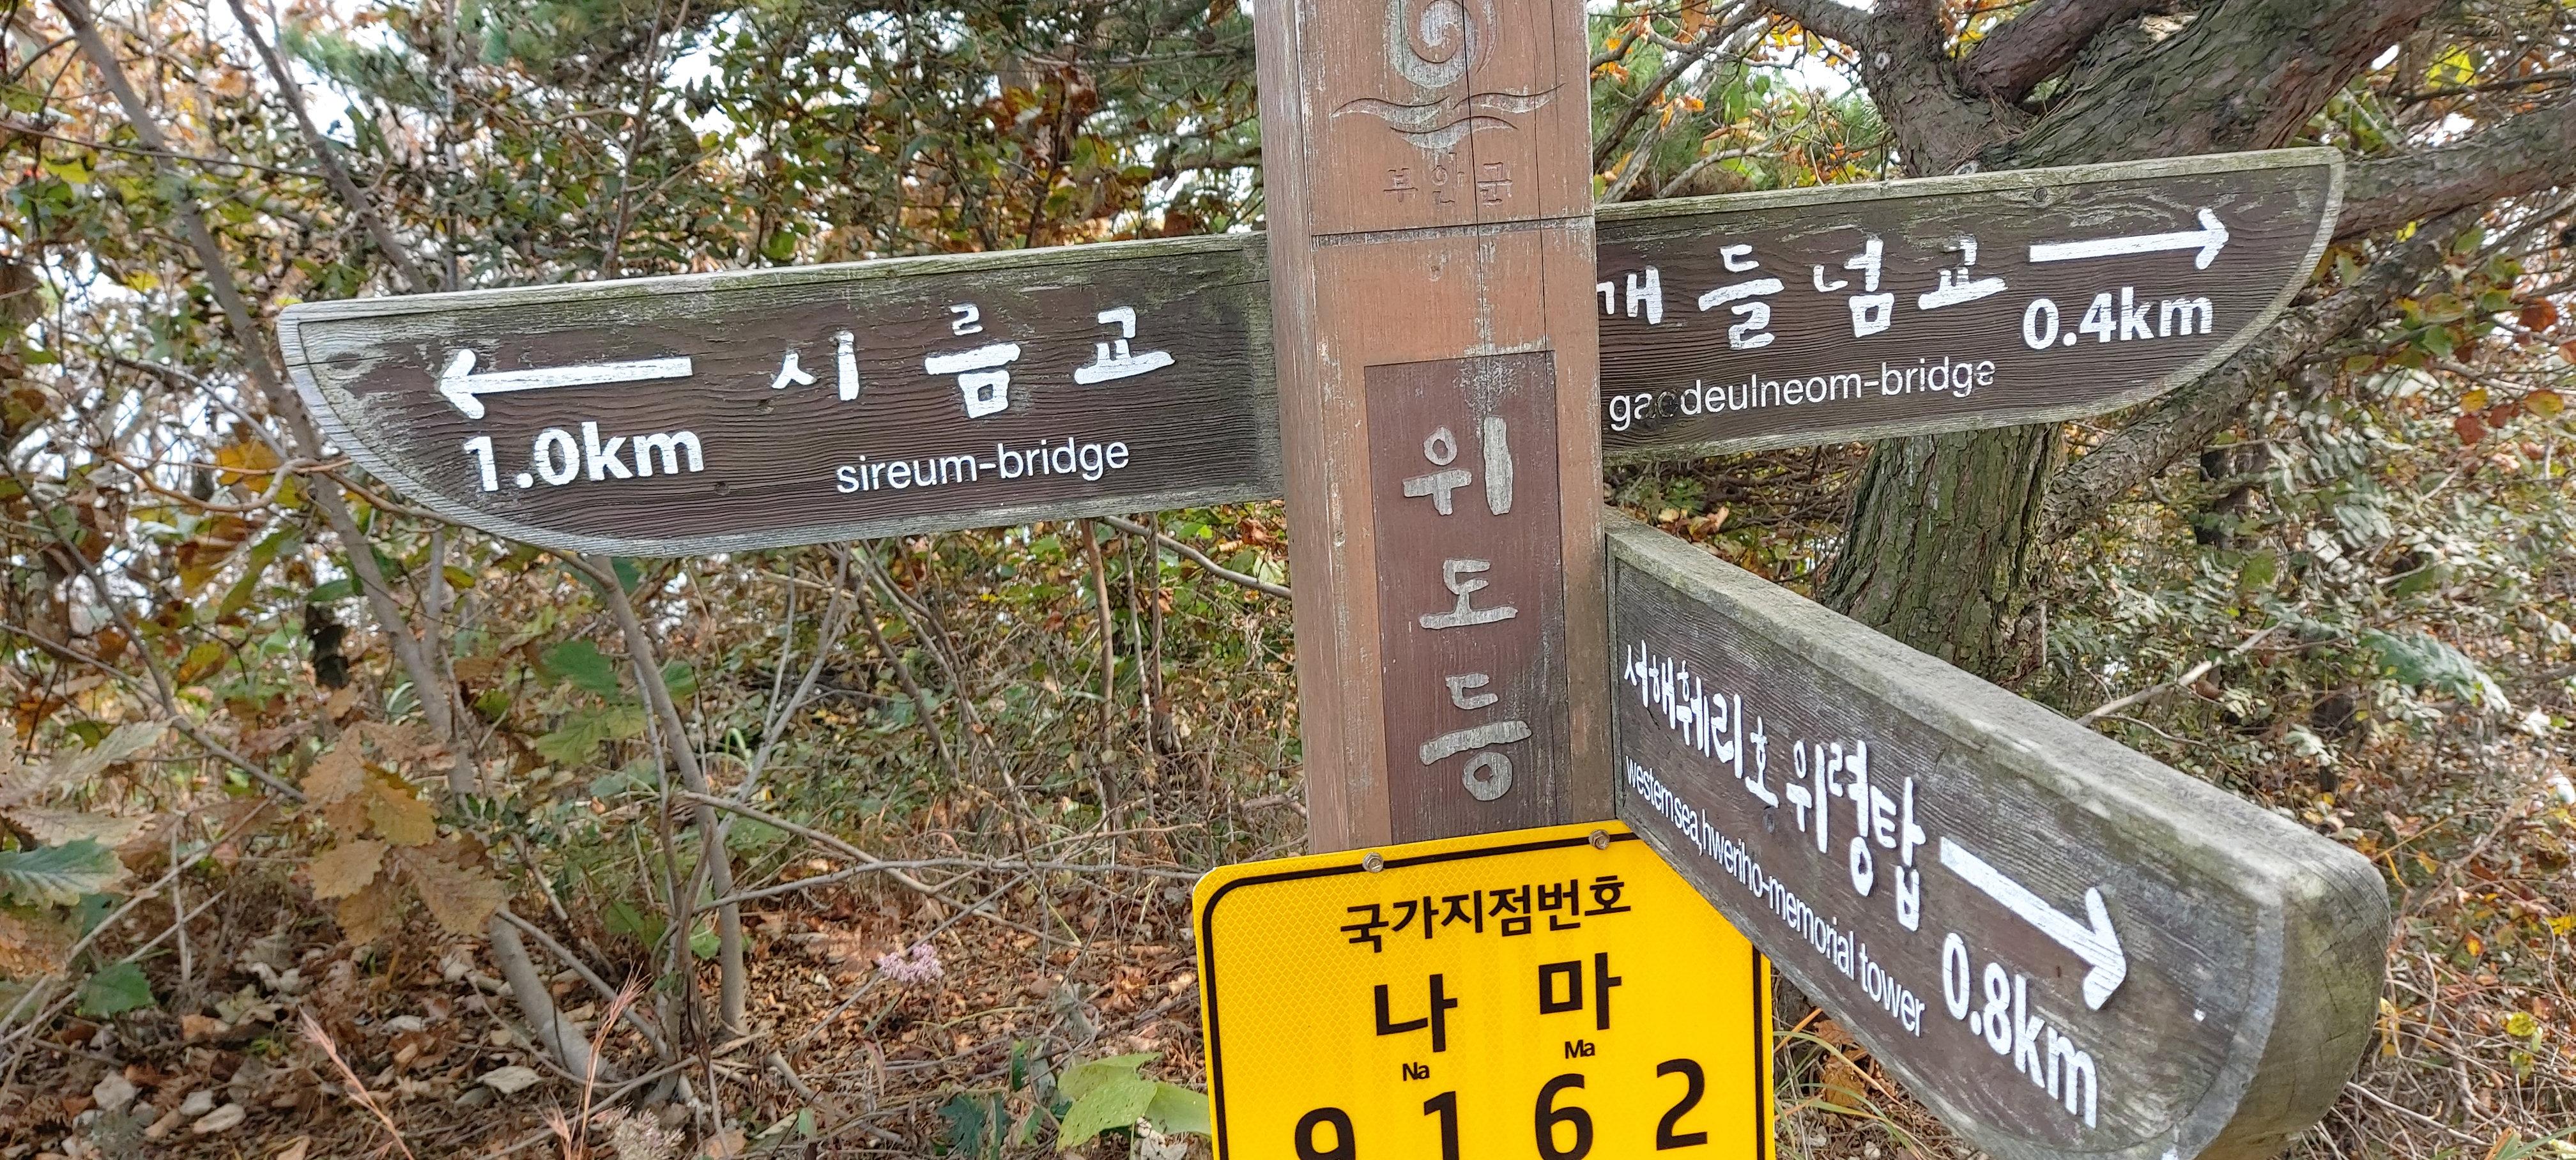 부안군
시름교
1.0km
sireum-bridge
개들넘교
0.4km
gaedeulneom-bridge
위도등
서해훼리호 위령탑
westernsea,hweriho-memorial tower
0.8km
국가지점번호
나 마
Na Ma
9 1 6 2